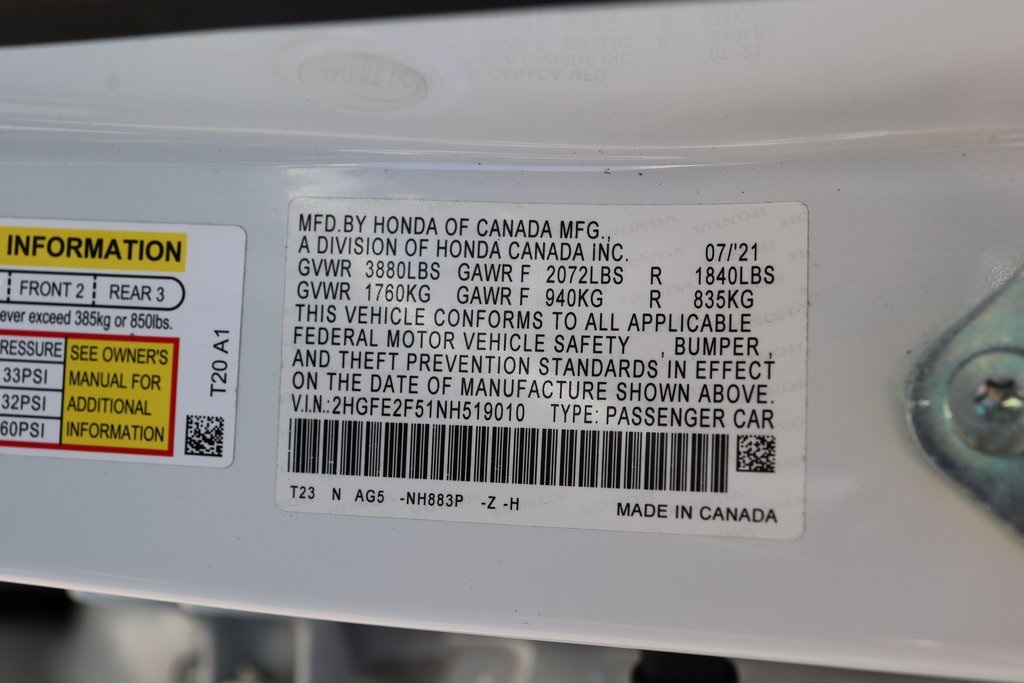 INFORMATION
FRONT 2 REAR 3
ever exceed 385kg or 850lbs.
RESSURE
33PSI
32PSI
60PSI
SEE OWNER'S
MANUAL FOR
ADDITIONAL
INFORMATION
T20 A1
MFD.BY HONDA OF CANADA MFG.,
A DIVISION OF HONDA CANADA INC. 07/'21
GVWR 3880LBS GAWR F 2072LBS R 1840LBS
GVWR 1760KG GAWR F 940KG R 835KG
THIS VEHICLE CONFORMS TO ALL APPLICABLE
FEDERAL MOTOR VEHICLE SAFETY , BUMPER ,
AND THEFT PREVENTION STANDARDS IN EFFECT
ON THE DATE OF MANUFACTURE SHOWN ABOVE.
V.I.N.:2HGFE2F51NH519010 TYPE: PASSENGER CAR
T23 N AG5 -NH883P -Z -H
MADE IN CANADA